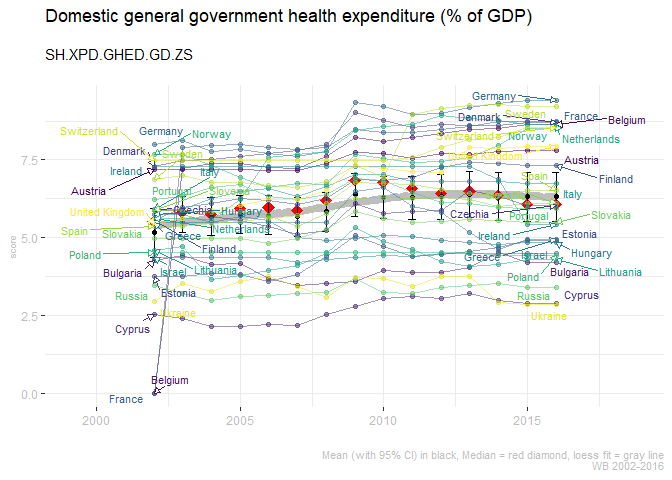 Domestic general government health expenditure (% of GDP)
SH.XPD.GHED.GD.ZS
Germany
Switzerland
Germany
Norway
Denmark
Sweden
France
Belgium
Denmark
Sweden
Switzerland
Norway
Netherlands
7.5
Ireland
Italy
United Kingdom
Austria
Austria
Portugal
Slovenia
Spain
Finland
United Kingdom
Czechia
Hungary
Czechia
Portugal
Italy
Slovakia
Spain
Slovakia
Netherlands
Greece
Ireland
Estonia
5.0
score
Poland
Finland
Greece
Israel
Hungary
Bulgaria
Israel
Lithuania
Poland
Bulgaria
Lithuania
Russia
Estonia
Russia
Cyprus
2.5
Ukraine
Ukraine
Cyprus
Belgium
0.0
France
2000
2005
2010
2015
Mean (with 95% CI) in black, Median = red diamond, loess fit = gray line
WB 2002-2016